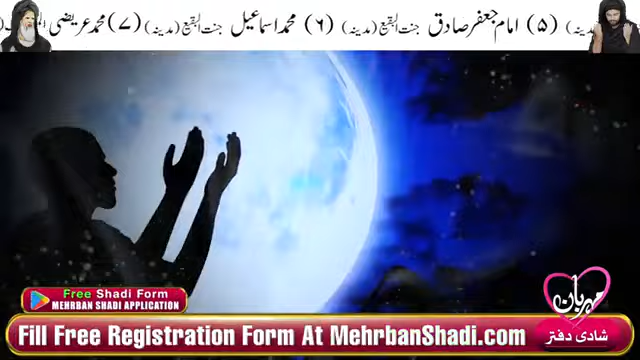 (۵) امام جعفر صادق جنت البقیع (مدینہ) (۶) محمد اسماعیل جنت البقیع (مدینہ) (۷) محمد عریضی
Free Shadi Form
MEHRBAN SHADI APPLICATION
مہربان
شادی دفتر
Fill Free Registration Form At MehrbanShadi.com